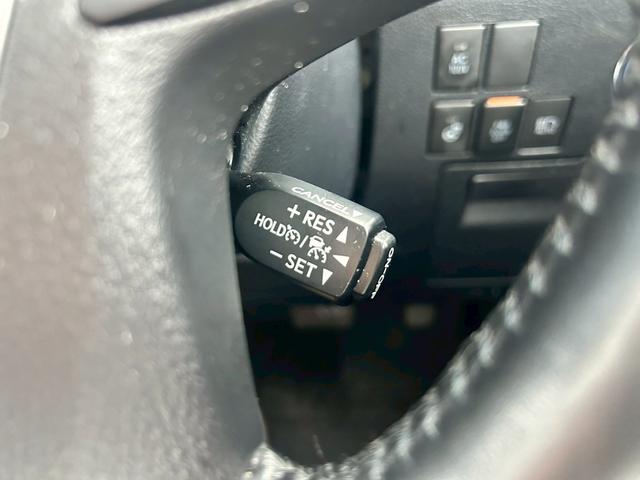 CANCEL
+ RES
HOLD /
- SET
ON-OFF